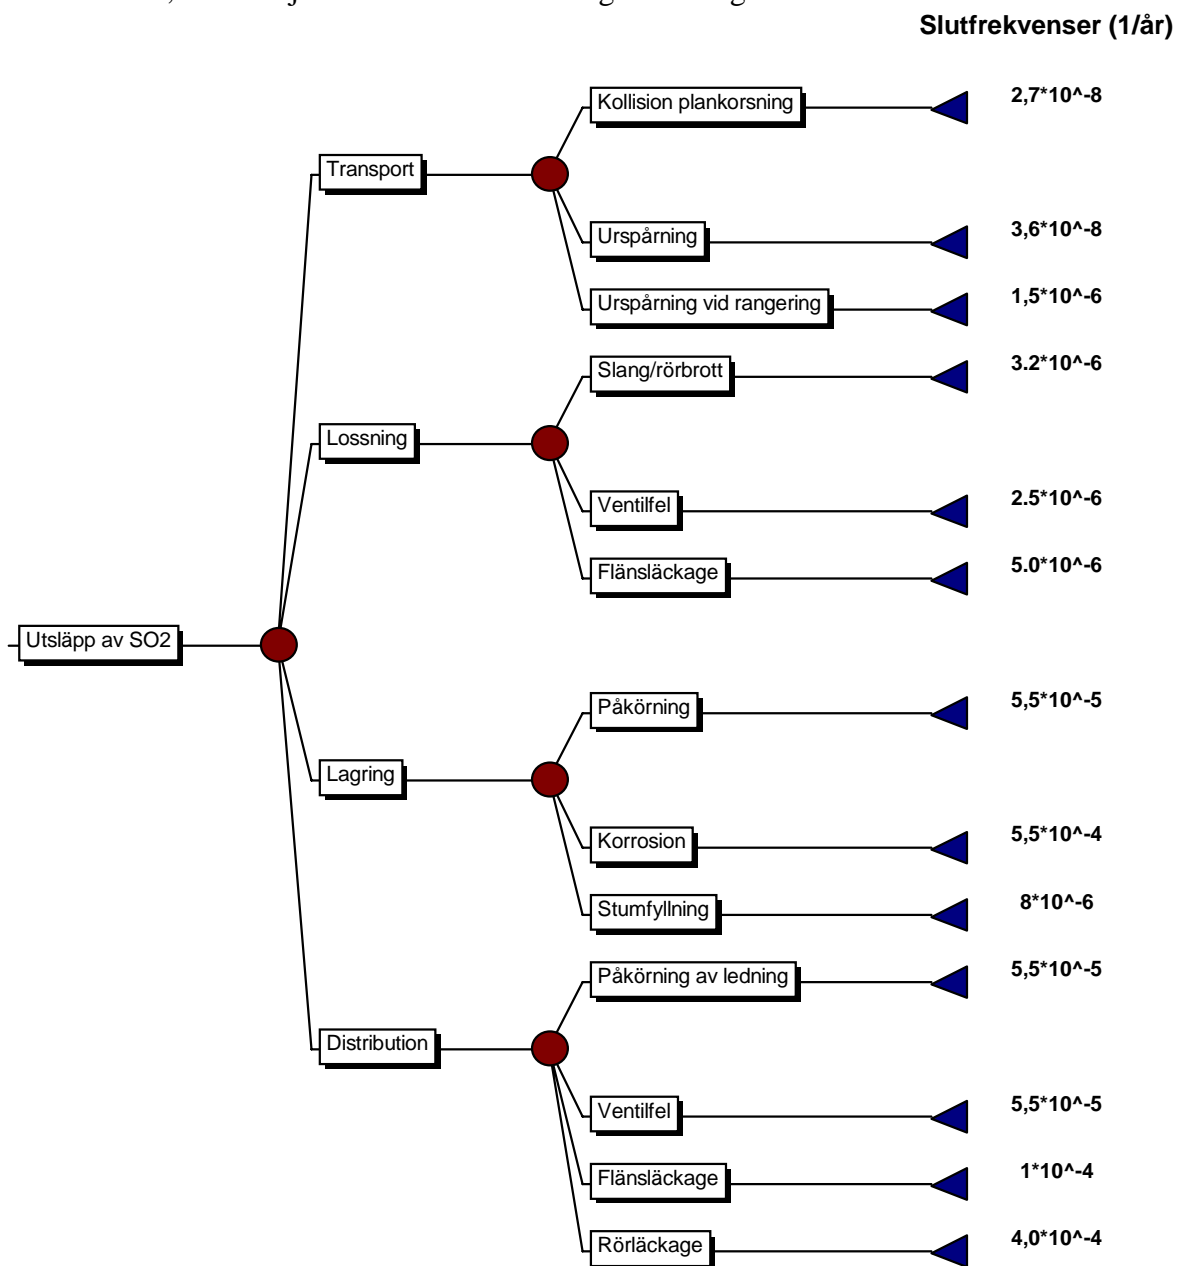 Slutfrekvenser (1/år)
Kollision plankorsning 2,7*10^-8
Transport
Urspårning 3,6*10^-8
Urspårning vid rangering 1,5*10^-6
Slang/rörbrott 3.2*10^-6
Lossning
Ventilfel 2.5*10^-6
Flänsläckage 5.0*10^-6
Utsläpp av SO2
Påkörning 5,5*10^-5
Lagring
Korrosion 5,5*10^-4
Stumfyllning 8*10^-6
Påkörning av ledning 5,5*10^-5
Distribution
Ventilfel 5,5*10^-5
Flänsläckage 1*10^-4
Rörläckage 4,0*10^-4